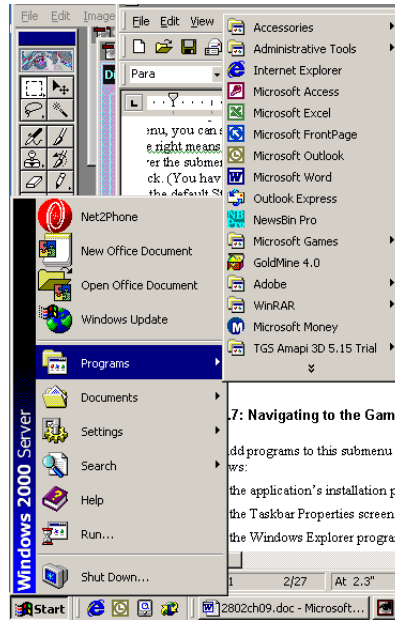 File Edit Image
File Edit View
Di
Para
L
enu, you can s
e right means
ver the submer
ck. (You hav
the default St
Accessories
Administrative Tools
Internet Explorer
Microsoft Access
Microsoft Excel
Microsoft FrontPage
Microsoft Outlook
Microsoft Word
Outlook Express
NewsBin Pro
Microsoft Games
GoldMine 4.0
Adobe
WinRAR
Microsoft Money
TGS Amapi 3D 5.15 Trial
Net2Phone
New Office Document
Open Office Document
Windows Update
Programs
Documents
Settings
Search
Help
Run...
Shut Down...
Windows 2000 Server
.7: Navigating to the Gam
dd programs to this submenu
ws:
the application's installation p
the Taskbar Properties screen
the Windows Explorer progra
1 2/27 At 2.3"
Start 2802ch09.doc - Microsoft...